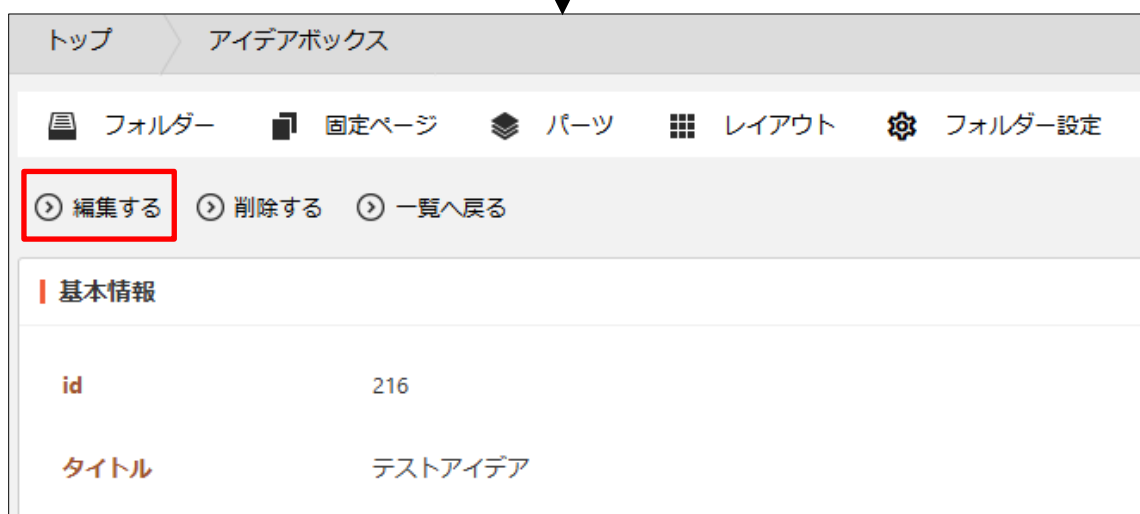 トップ アイデアボックス
フォルダー 固定ページ パーツ レイアウト フォルダー設定
編集する 削除する 一覧へ戻る
基本情報
id 216
タイトル テストアイデア